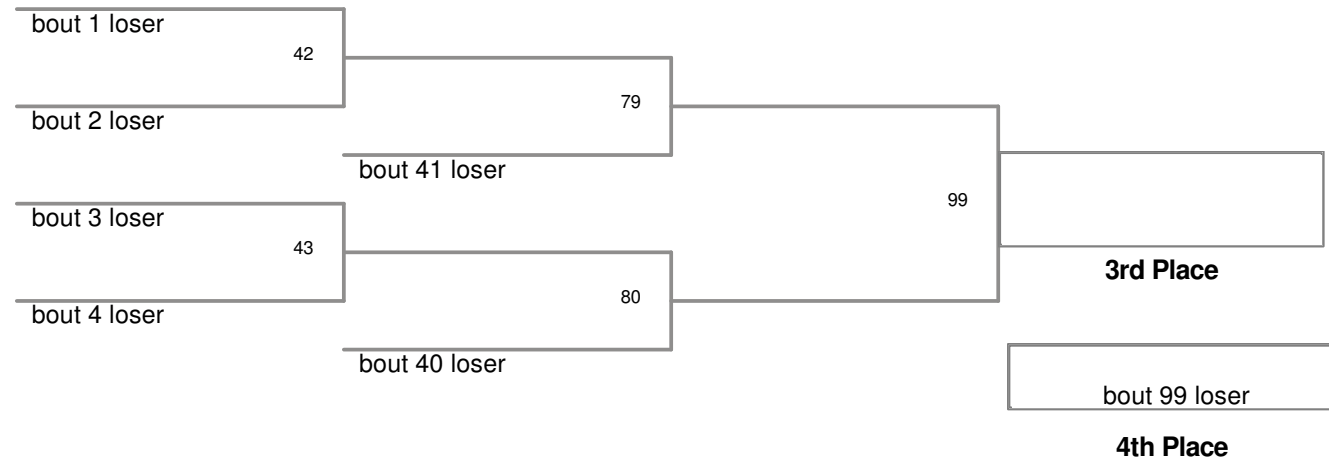 bout 1 loser
42
bout 2 loser
79
bout 41 loser
bout 3 loser
99
43
3rd Place
80
bout 4 loser
bout 40 loser
bout 99 loser
4th Place